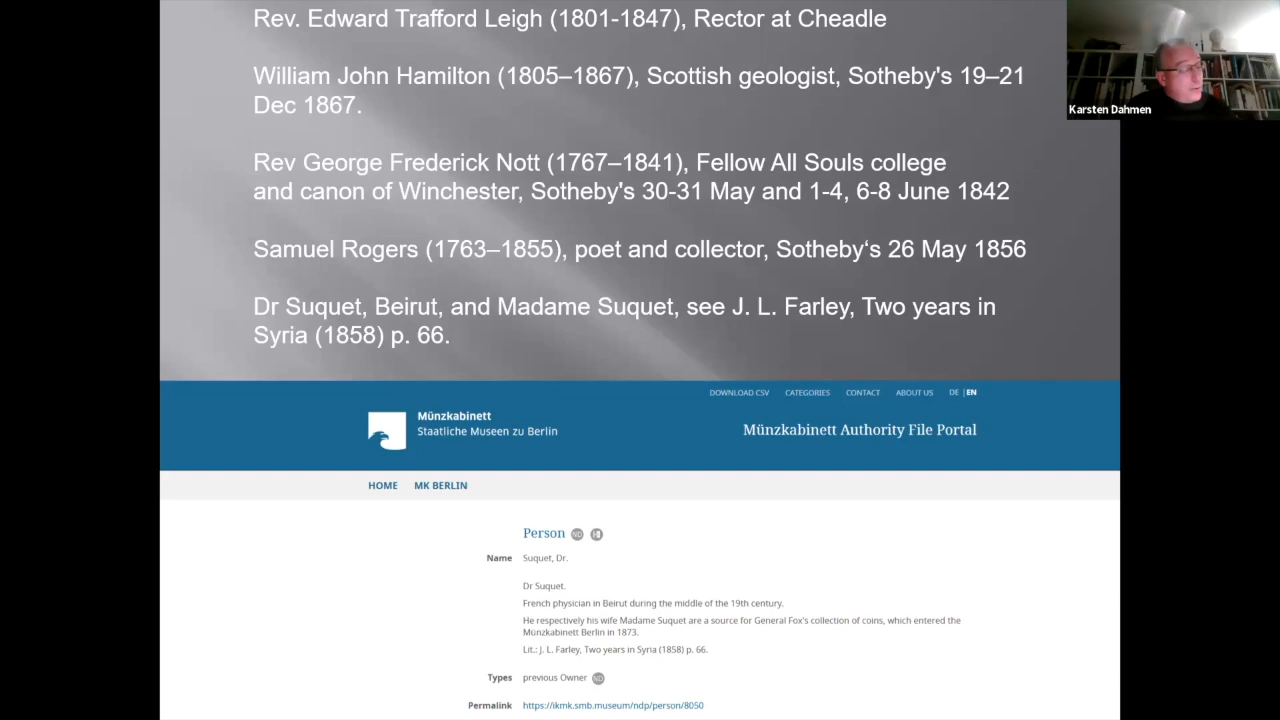 Rev. Edward Trafford Leigh (1801-1847), Rector at Cheadle
William John Hamilton (1805–1867), Scottish geologist, Sotheby's 19–21
Dec 1867.
Rev George Frederick Nott (1767–1841), Fellow All Souls college
and canon of Winchester, Sotheby's 30-31 May and 1-4, 6-8 June 1842
Samuel Rogers (1763–1855), poet and collector, Sotheby‘s 26 May 1856
Dr Suquet, Beirut, and Madame Suquet, see J. L. Farley, Two years in
Syria (1858) p. 66.
Karsten Dahmen
DOWNLOAD CSV CATEGORIES CONTACT ABOUT US DE | EN
Münzkabinett
Staatliche Museen zu Berlin
Münzkabinett Authority File Portal
HOME MK BERLIN
Person ND
Name Suquet, Dr.
Dr Suquet.
French physician in Beirut during the middle of the 19th century.
He respectively his wife Madame Suquet are a source for General Fox's collection of coins, which entered the
Münzkabinett Berlin in 1873.
Lit.: J. L. Farley, Two years in Syria (1858) p. 66.
Types previous Owner ND
Permalink https://ikmk.smb.museum/ndp/person/8050